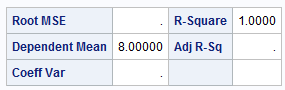 Root MSE . R-Square 1.0000
Dependent Mean 8.00000 Adj R-Sq .
Coeff Var .